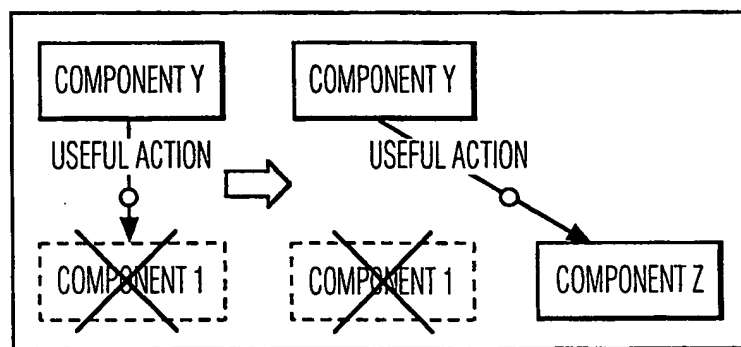 COMPONENT Y
COMPONENT Y
USEFUL ACTION
USEFUL ACTION
COMPONENT 1
COMPONENT 1
COMPONENT Z